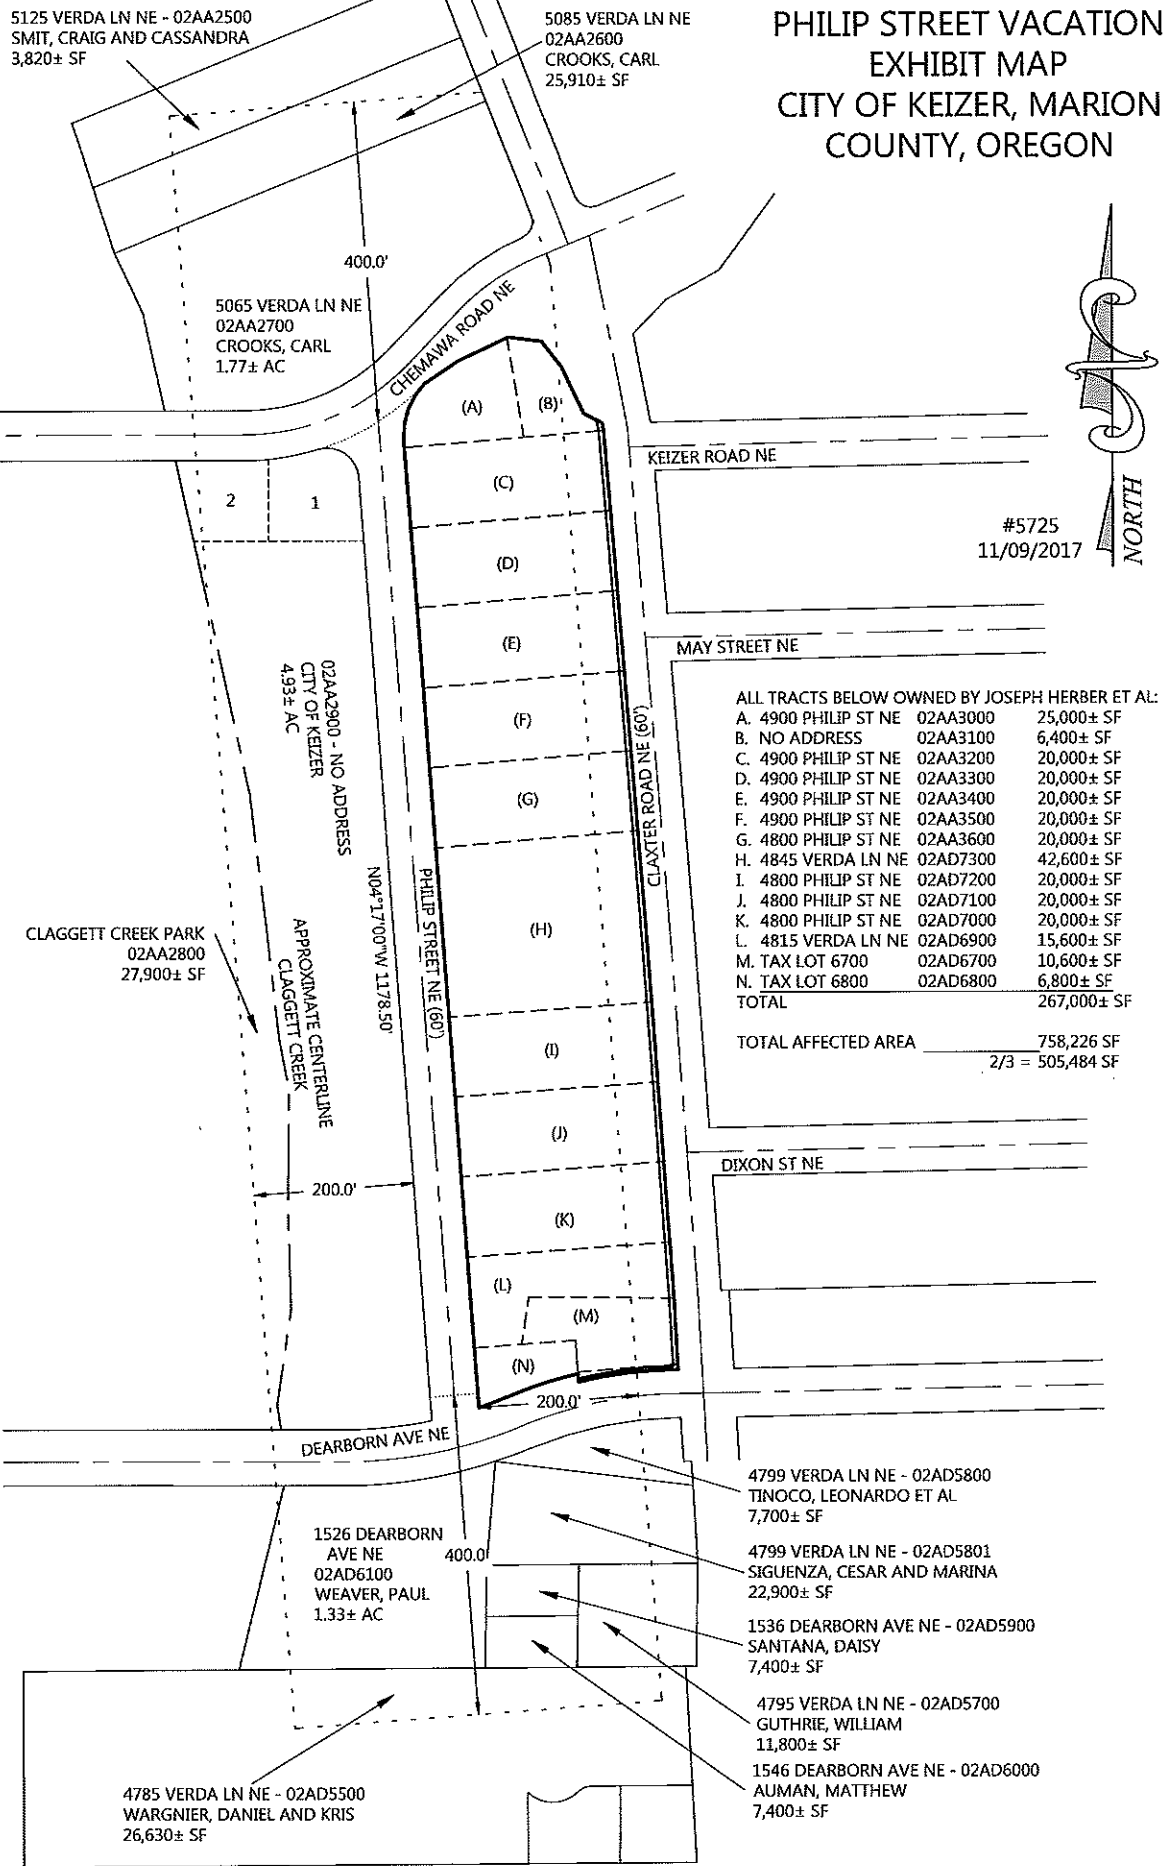 5125 VERDA LN NE - 02AA2500
SMIT, CRAIG AND CASSANDRA
3,820± SF
5085 VERDA LN NE
02AA2600
CROOKS, CARL
25,910± SF
PHILIP STREET VACATION
EXHIBIT MAP
CITY OF KEIZER, MARION
COUNTY, OREGON
400.0'
5065 VERDA LN NE
02AA2700
CROOKS, CARL
1.77± AC
CHEMAWA ROAD NE
(A)
(B)
KEIZER ROAD NE
(C)
2
1
#5725
11/09/2017
NORTH
(D)
(E)
MAY STREET NE
02AA2900 - NO ADDRESS
CITY OF KEIZER
4.93± AC
(F)
(G)
CLAXTER ROAD NE (60')
ALL TRACTS BELOW OWNED BY JOSEPH HERBER ET AL:
A. 4900 PHILIP ST NE 02AA3000 25,000± SF
B. NO ADDRESS 02AA3100 6,400± SF
C. 4900 PHILIP ST NE 02AA3200 20,000± SF
D. 4900 PHILIP ST NE 02AA3300 20,000± SF
E. 4900 PHILIP ST NE 02AA3400 20,000± SF
F. 4900 PHILIP ST NE 02AA3500 20,000± SF
G. 4800 PHILIP ST NE 02AA3600 20,000± SF
H. 4845 VERDA LN NE 02AD7300 42,600± SF
I. 4800 PHILIP ST NE 02AD7200 20,000± SF
J. 4800 PHILIP ST NE 02AD7100 20,000± SF
K. 4800 PHILIP ST NE 02AD7000 20,000± SF
L. 4815 VERDA LN NE 02AD6900 15,600± SF
M. TAX LOT 6700 02AD6700 10,600± SF
N. TAX LOT 6800 02AD6800 6,800± SF
TOTAL 267,000± SF
TOTAL AFFECTED AREA 758,226 SF
2/3 = 505,484 SF
N04°17'00"W 1178.50'
PHILIP STREET NE (60')
(H)
CLAGGETT CREEK PARK
02AA2800
27,900± SF
APPROXIMATE CENTERLINE
CLAGGETT CREEK
(I)
(J)
DIXON ST NE
200.0'
(K)
(L)
(M)
(N)
200.0'
DEARBORN AVE NE
4799 VERDA LN NE - 02AD5800
TINOCO, LEONARDO ET AL
7,700± SF
1526 DEARBORN
AVE NE
02AD6100
WEAVER, PAUL
1.33± AC
400.0'
4799 VERDA LN NE - 02AD5801
SIGUENZA, CESAR AND MARINA
22,900± SF
1536 DEARBORN AVE NE - 02AD5900
SANTANA, DAISY
7,400± SF
4795 VERDA LN NE - 02AD5700
GUTHRIE, WILLIAM
11,800± SF
1546 DEARBORN AVE NE - 02AD6000
AUMAN, MATTHEW
7,400± SF
4785 VERDA LN NE - 02AD5500
WARGNIER, DANIEL AND KRIS
26,630± SF